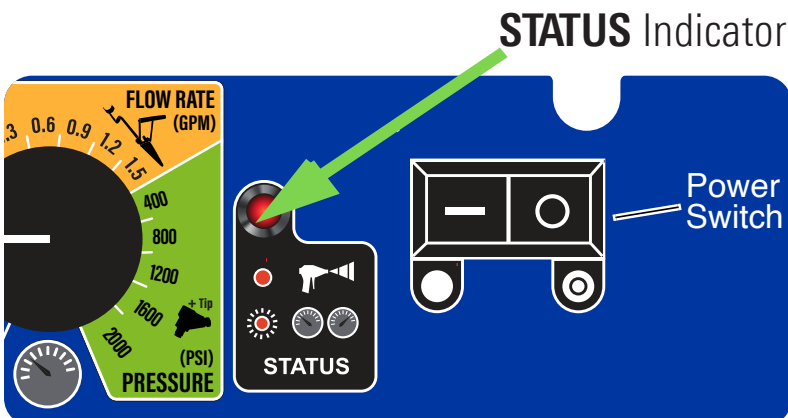 STATUS Indicator
FLOW RATE
(GPM)
.3 0.6 0.9 1.2 1.5
400
800
1200
1600
2000
+ Tip
(PSI)
PRESSURE
STATUS
Power
Switch